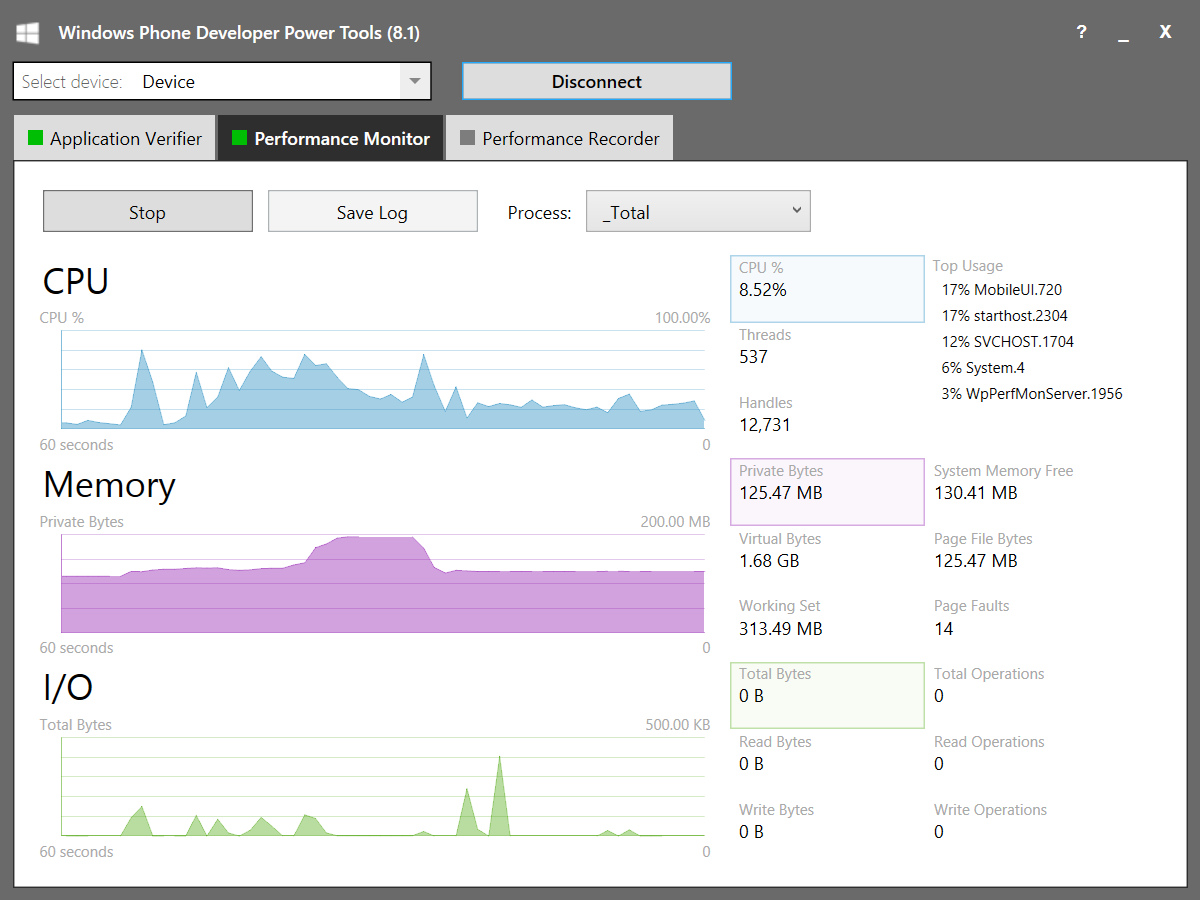 Windows Phone Developer Power Tools (8.1)
? _ X
Select device: Device
Disconnect
Application Verifier
Performance Monitor
Performance Recorder
Stop
Save Log
Process: _Total
CPU
CPU % 100.00%
60 seconds 0
CPU %
8.52%
Threads
537
Handles
12,731
Top Usage
17% MobileUI.720
17% starthost.2304
12% SVCHOST.1704
6% System.4
3% WpPerfMonServer.1956
Memory
Private Bytes 200.00 MB
60 seconds 0
Private Bytes
125.47 MB
System Memory Free
130.41 MB
Virtual Bytes
1.68 GB
Page File Bytes
125.47 MB
Working Set
313.49 MB
Page Faults
14
I/O
Total Bytes 500.00 KB
60 seconds 0
Total Bytes
0 B
Total Operations
0
Read Bytes
0 B
Read Operations
0
Write Bytes
0 B
Write Operations
0